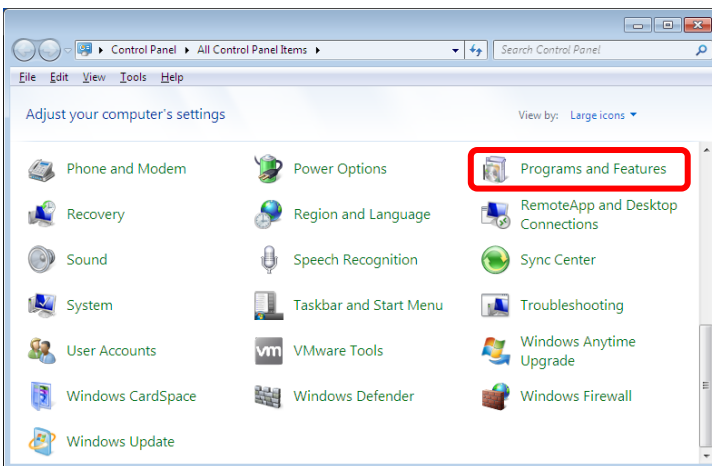 Control Panel ▸ All Control Panel Items ▸
Search Control Panel
File Edit View Tools Help
Adjust your computer's settings
View by: Large icons
Phone and Modem
Power Options
Programs and Features
Recovery
Region and Language
RemoteApp and Desktop
Connections
Sound
Speech Recognition
Sync Center
System
Taskbar and Start Menu
Troubleshooting
User Accounts
vm
VMware Tools
Windows Anytime
Upgrade
Windows CardSpace
Windows Defender
Windows Firewall
Windows Update